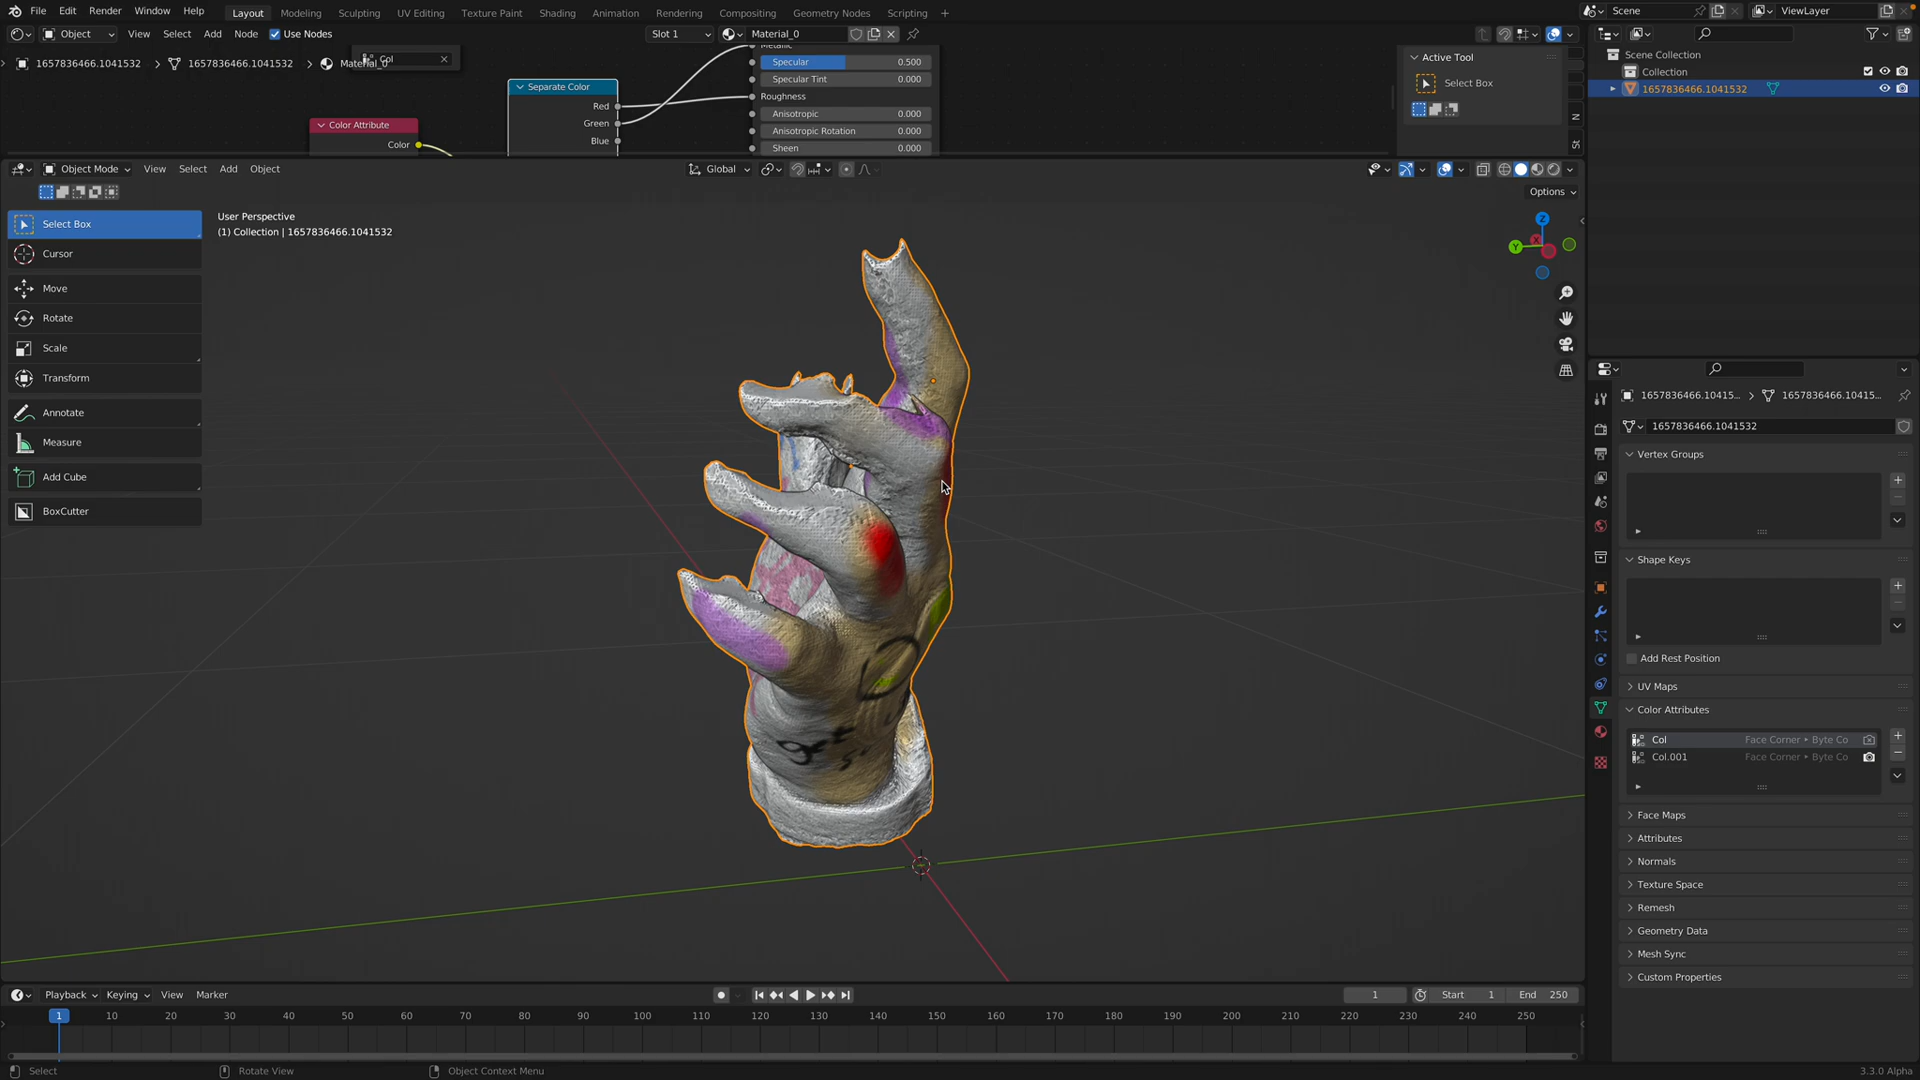 File Edit Render Window Help Layout Modeling Sculpting UV Editing Texture Paint Shading Animation Rendering Compositing Geometry Nodes Scripting + Scene ViewLayer
Object View Select Add Node Use Nodes Slot 1 Material_0
1657836466.1041532 > 1657836466.1041532 > Material_0
Col
Metallic
Specular 0.500
Specular Tint 0.000
Roughness
Anisotropic 0.000
Anisotropic Rotation 0.000
Sheen 0.000
Separate Color
Red
Green
Blue
Color Attribute
Color
Active Tool
Select Box
N
Scene Collection
Collection
1657836466.1041532
Object Mode View Select Add Object Global
Options
User Perspective
(1) Collection | 1657836466.1041532
Select Box
Cursor
Move
Rotate
Scale
Transform
Annotate
Measure
Add Cube
BoxCutter
Z
Y
X
1657836466.10415... > 1657836466.10415...
1657836466.1041532
Vertex Groups
Shape Keys
Add Rest Position
UV Maps
Color Attributes
Col Face Corner • Byte Co
Col.001 Face Corner • Byte Co
Face Maps
Attributes
Normals
Texture Space
Remesh
Geometry Data
Mesh Sync
Custom Properties
Playback Keying View Marker 1 Start 1 End 250
1 10 20 30 40 50 60 70 80 90 100 110 120 130 140 150 160 170 180 190 200 210 220 230 240 250
Select Rotate View Object Context Menu 3.3.0 Alpha